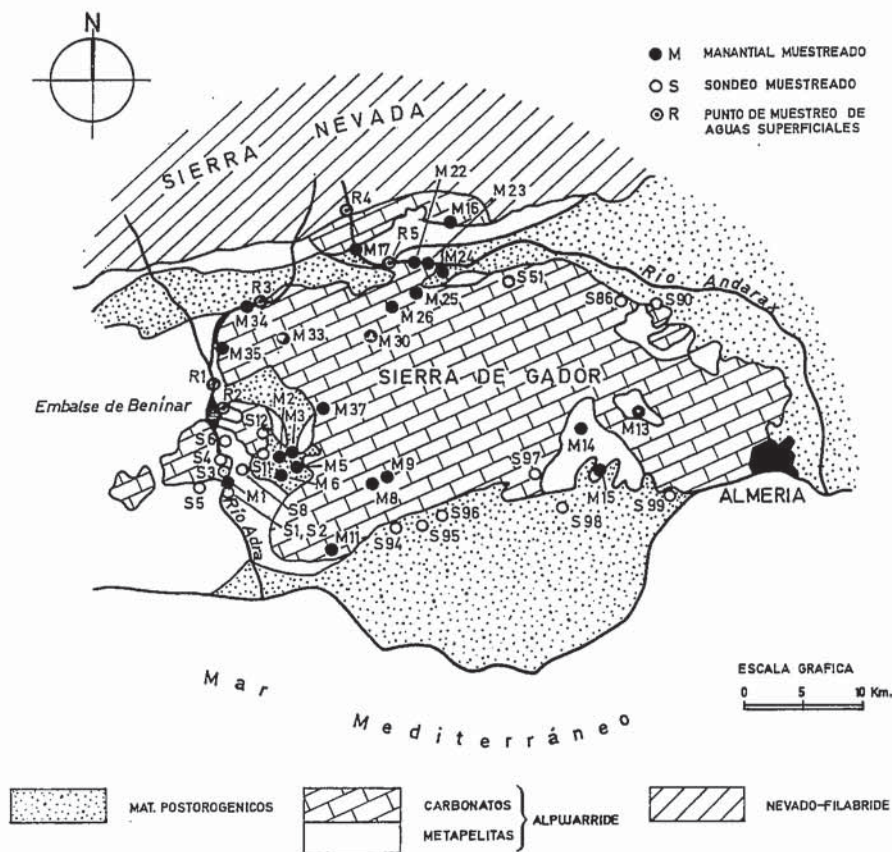 N
● M MANANTIAL MUESTREADO
○ S SONDEO MUESTREADO
⊙ R PUNTO DE MUESTREO DE
AGUAS SUPERFICIALES
SIERRA NEVADA
M22
M23
R4
M16
R5
M17
M24
S51
Río Andarax
S86
S90
R3
M25
M26
M34
M33
M30
M35
SIERRA DE GADOR
R1
Embalse de Benínar
R2
M2
M3
M37
M13
S12
S6
M14
S4
M9
S97
S3
S11
M5
M6
M8
M15
ALMERIA
S5
M1
S8
S1, S2
Río Adra
S96
S98
S99
M11
S94
S95
ESCALA GRAFICA
0 5 10 Km.
Mar
Mediterráneo
MAT. POSTOROGENICOS
CARBONATOS
METAPELITAS
ALPUJARRIDE
NEVADO-FILABRIDE